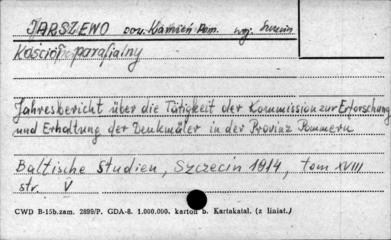 JARSZEWO pow. Kamień Pom. woj. Szczecin
Kościół parafialny
Jahresbericht über die Tätigkeit der Kommission zur Erforschung
und Erhaltung der Denkmäler in der Provinz Pommern
Baltische Studien, Szczecin 1914, tom XVIII
str. V
CWD B-15b.zam. 2899/P. GDA-8. 1.000.000. karton b. Kartakatal. (z liniat.)